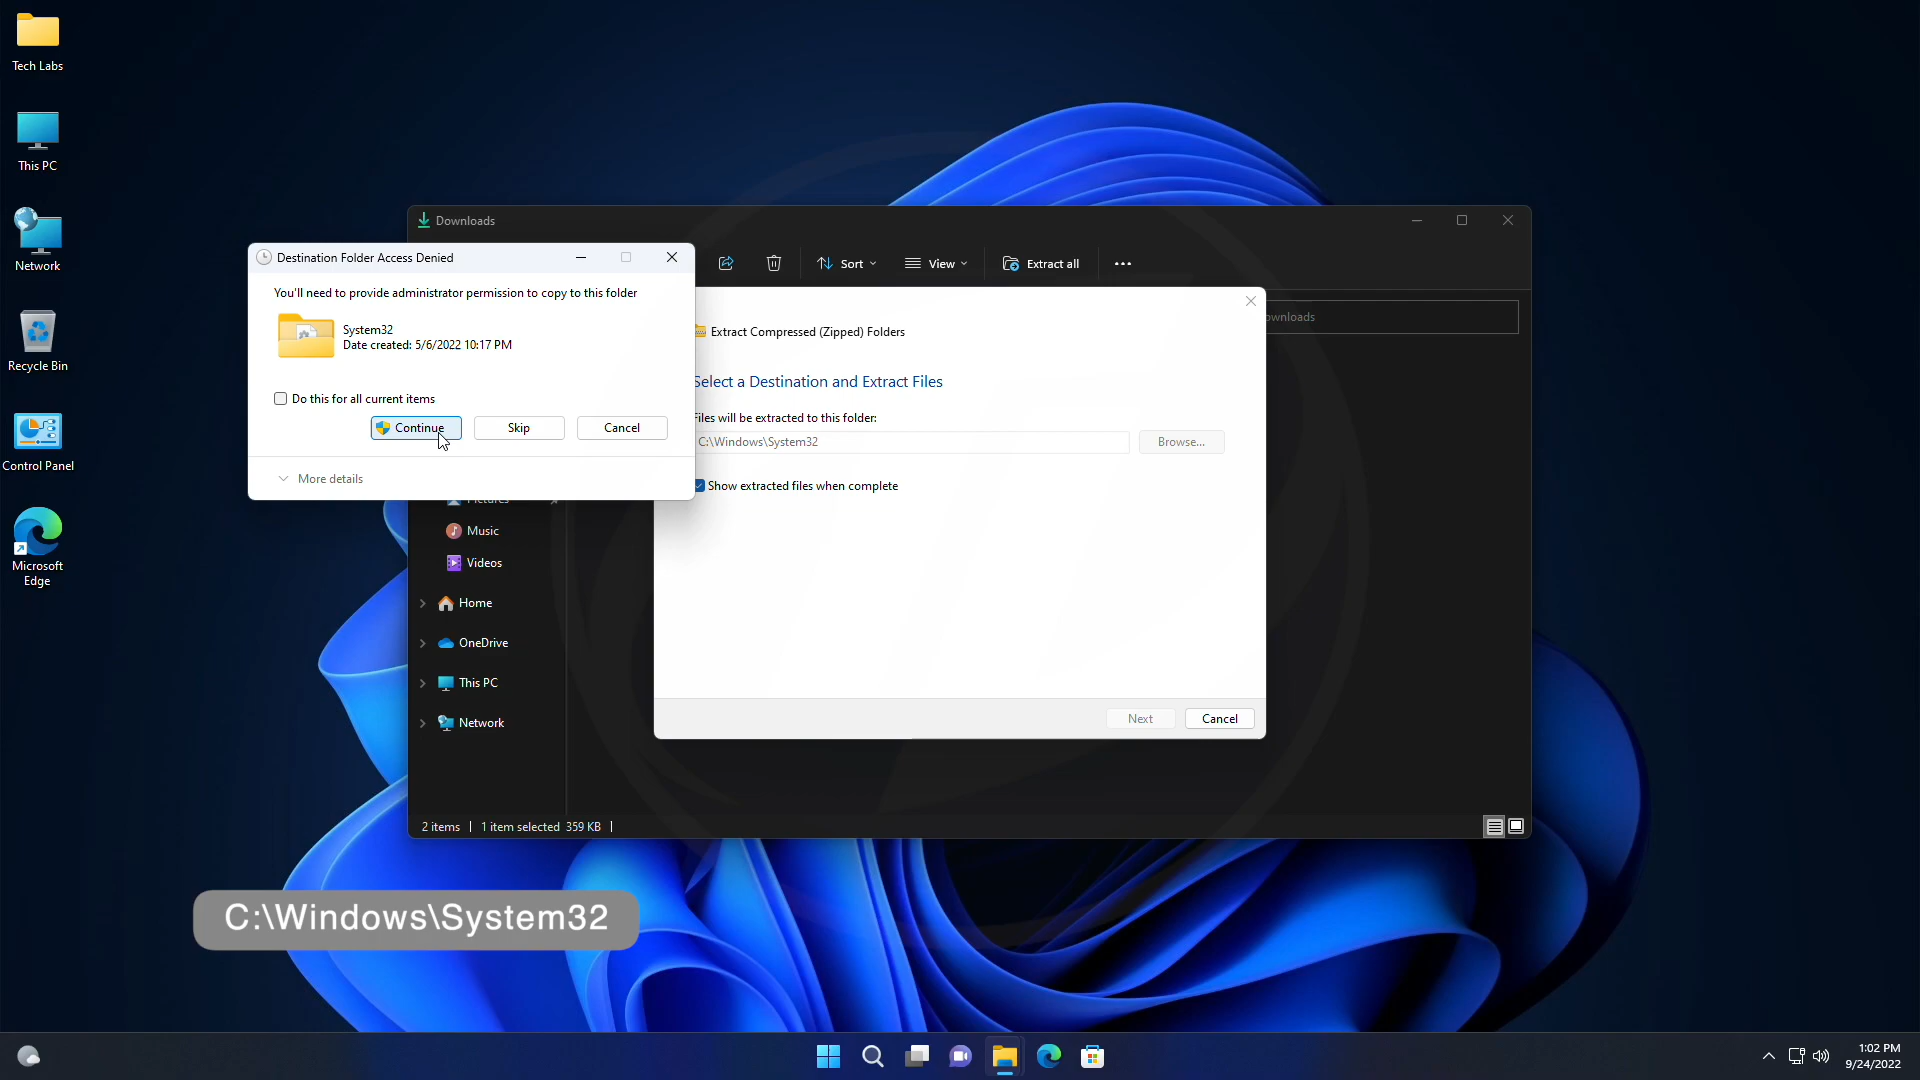 Tech Labs
This PC
Network
Recycle Bin
Control Panel
Microsoft
Edge
Downloads
Sort
View
Extract all
Destination Folder Access Denied
You'll need to provide administrator permission to copy to this folder
System32
Date created: 5/6/2022 10:17 PM
Do this for all current items
Continue
Skip
Cancel
More details
Extract Compressed (Zipped) Folders
Select a Destination and Extract Files
Files will be extracted to this folder:
C:\Windows\System32
Browse...
Show extracted files when complete
Next
Cancel
Music
Videos
Home
OneDrive
This PC
Network
2 items
1 item selected 359 KB
C:\Windows\System32
1:02 PM
9/24/2022